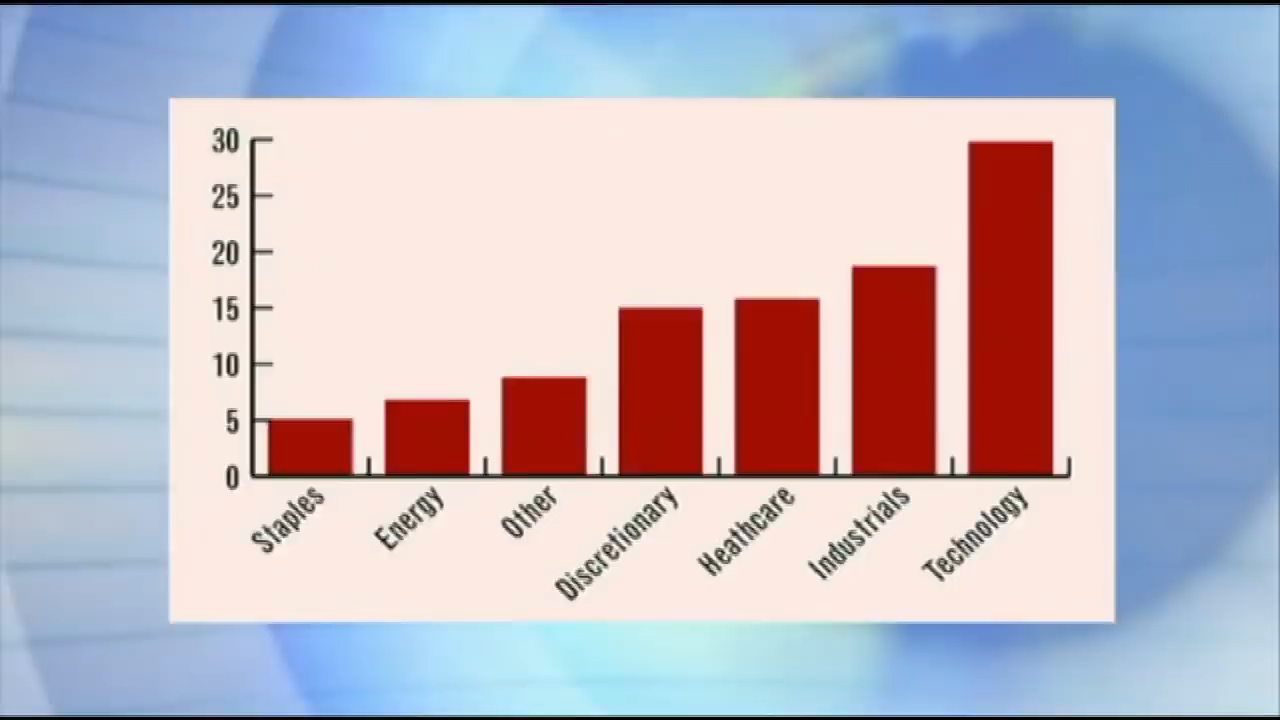 30
25
20
15
10
5
0
Staples
Energy
Other
Discretionary
Heathcare
Industrials
Technology